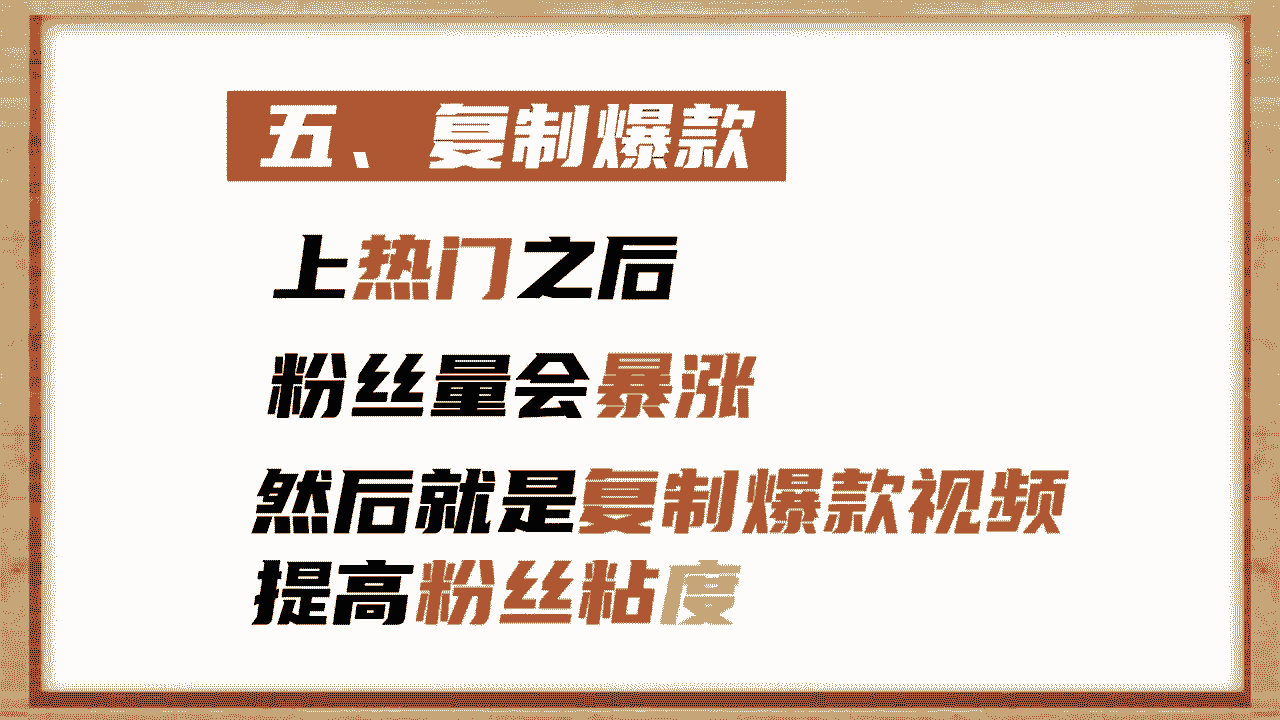 五、复制爆款
上热门之后
粉丝量会暴涨
然后就是复制爆款视频
提高粉丝粘度